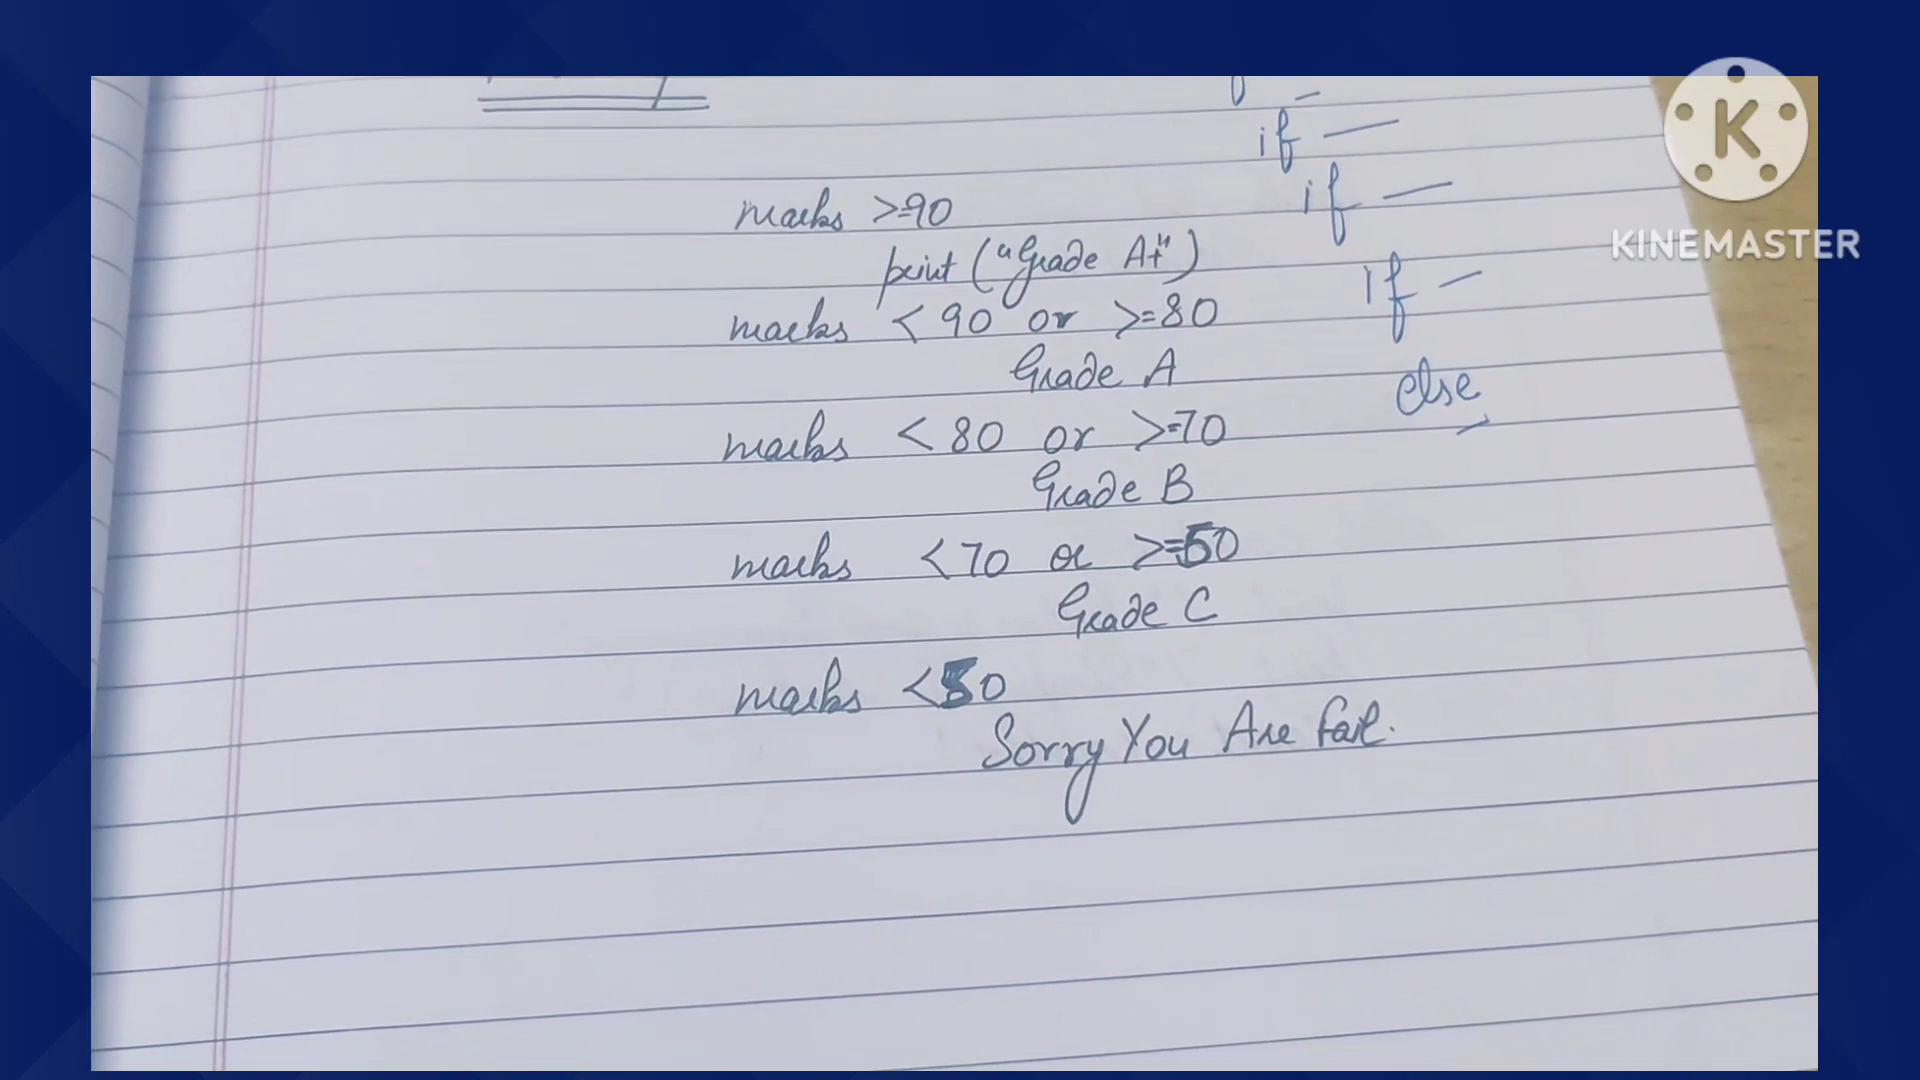 if —
marks >=90
if —
print ("Grade A+")
if —
marks < 90 or >=80
Grade A
else
marks < 80 or >=70
Grade B
marks < 70 or >=50
Grade C
marks <50
Sorry You Are Fail.
K
KINEMASTER